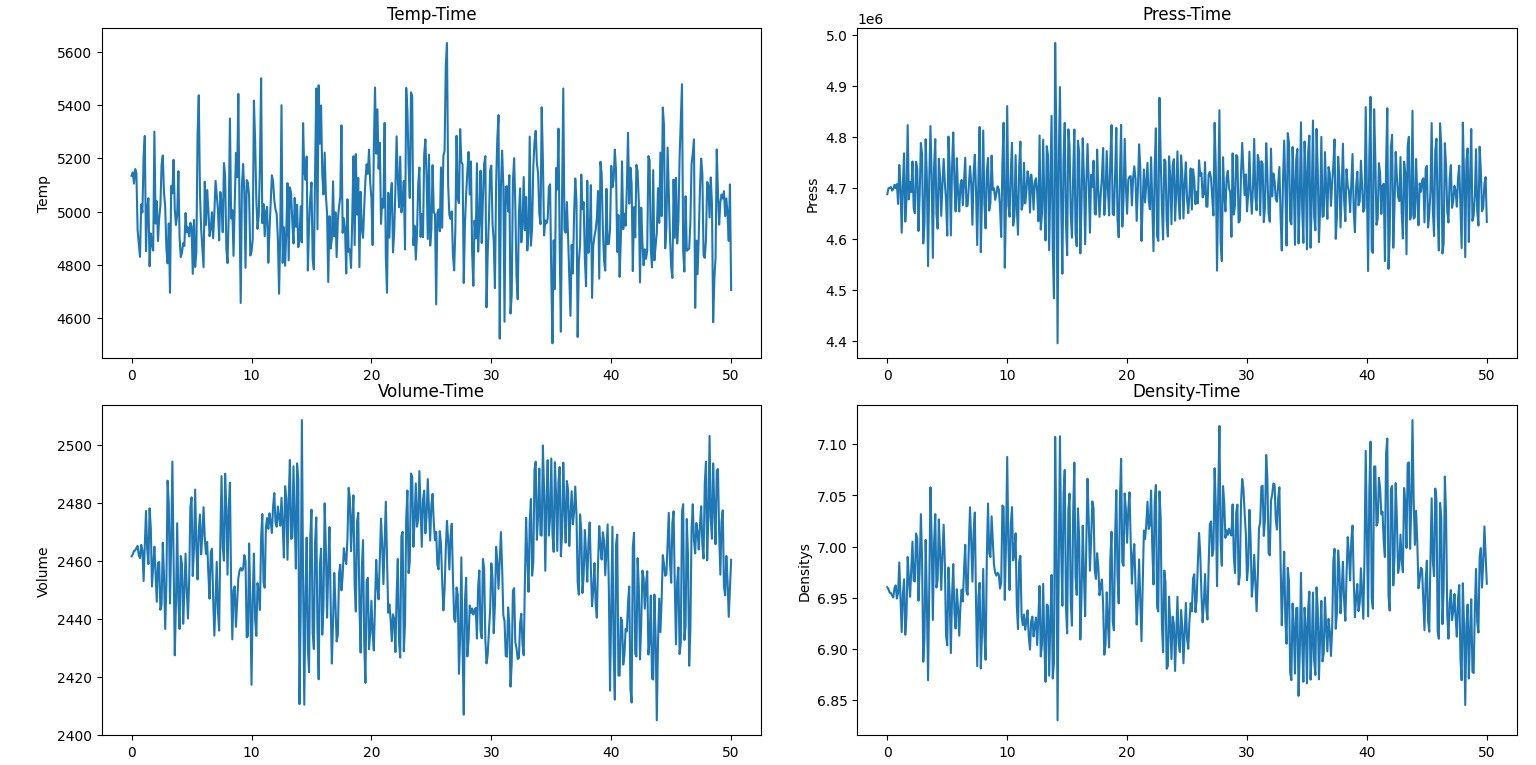 Temp-Time
Temp
5600
5400
5200
5000
4800
4600
0 10 20 30 40 50
Press-Time
1e6
Press
5.0
4.9
4.8
4.7
4.6
4.5
4.4
0 10 20 30 40 50
Volume-Time
Volume
2500
2480
2460
2440
2420
2400
0 10 20 30 40 50
Density-Time
Densitys
7.10
7.05
7.00
6.95
6.90
6.85
0 10 20 30 40 50